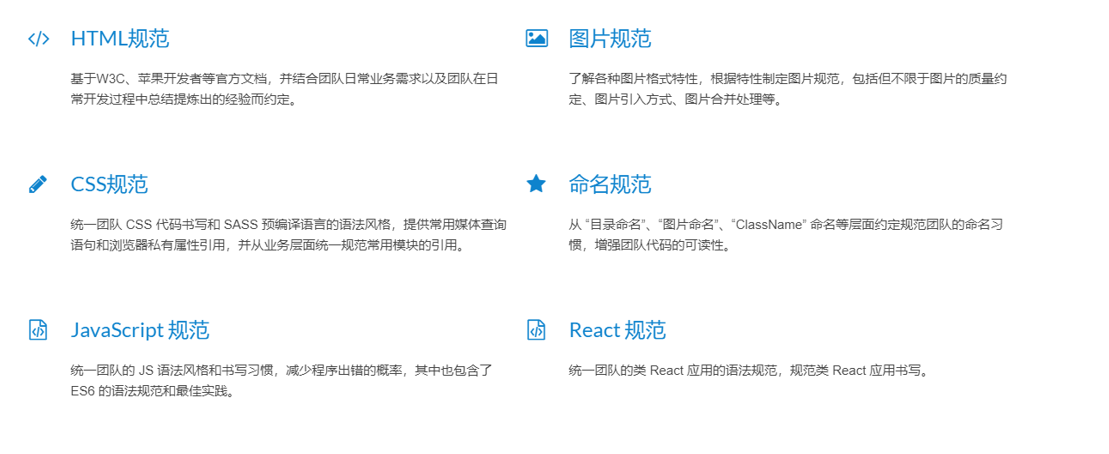 HTML规范
基于W3C、苹果开发者等官方文档，并结合团队日常业务需求以及团队在日
常开发过程中总结提炼出的经验而约定。
图片规范
了解各种图片格式特性，根据特性制定图片规范，包括但不限于图片的质量约
定、图片引入方式、图片合并处理等。
CSS规范
统一团队 CSS 代码书写和 SASS 预编译语言的语法风格，提供常用媒体查询
语句和浏览器私有属性引用，并从业务层面统一规范常用模块的引用。
命名规范
从 “目录命名”、“图片命名”、“ClassName” 命名等层面约定规范团队的命名习
惯，增强团队代码的可读性。
JavaScript 规范
统一团队的 JS 语法风格和书写习惯，减少程序出错的概率，其中也包含了
ES6 的语法规范和最佳实践。
React 规范
统一团队的类 React 应用的语法规范，规范类 React 应用书写。